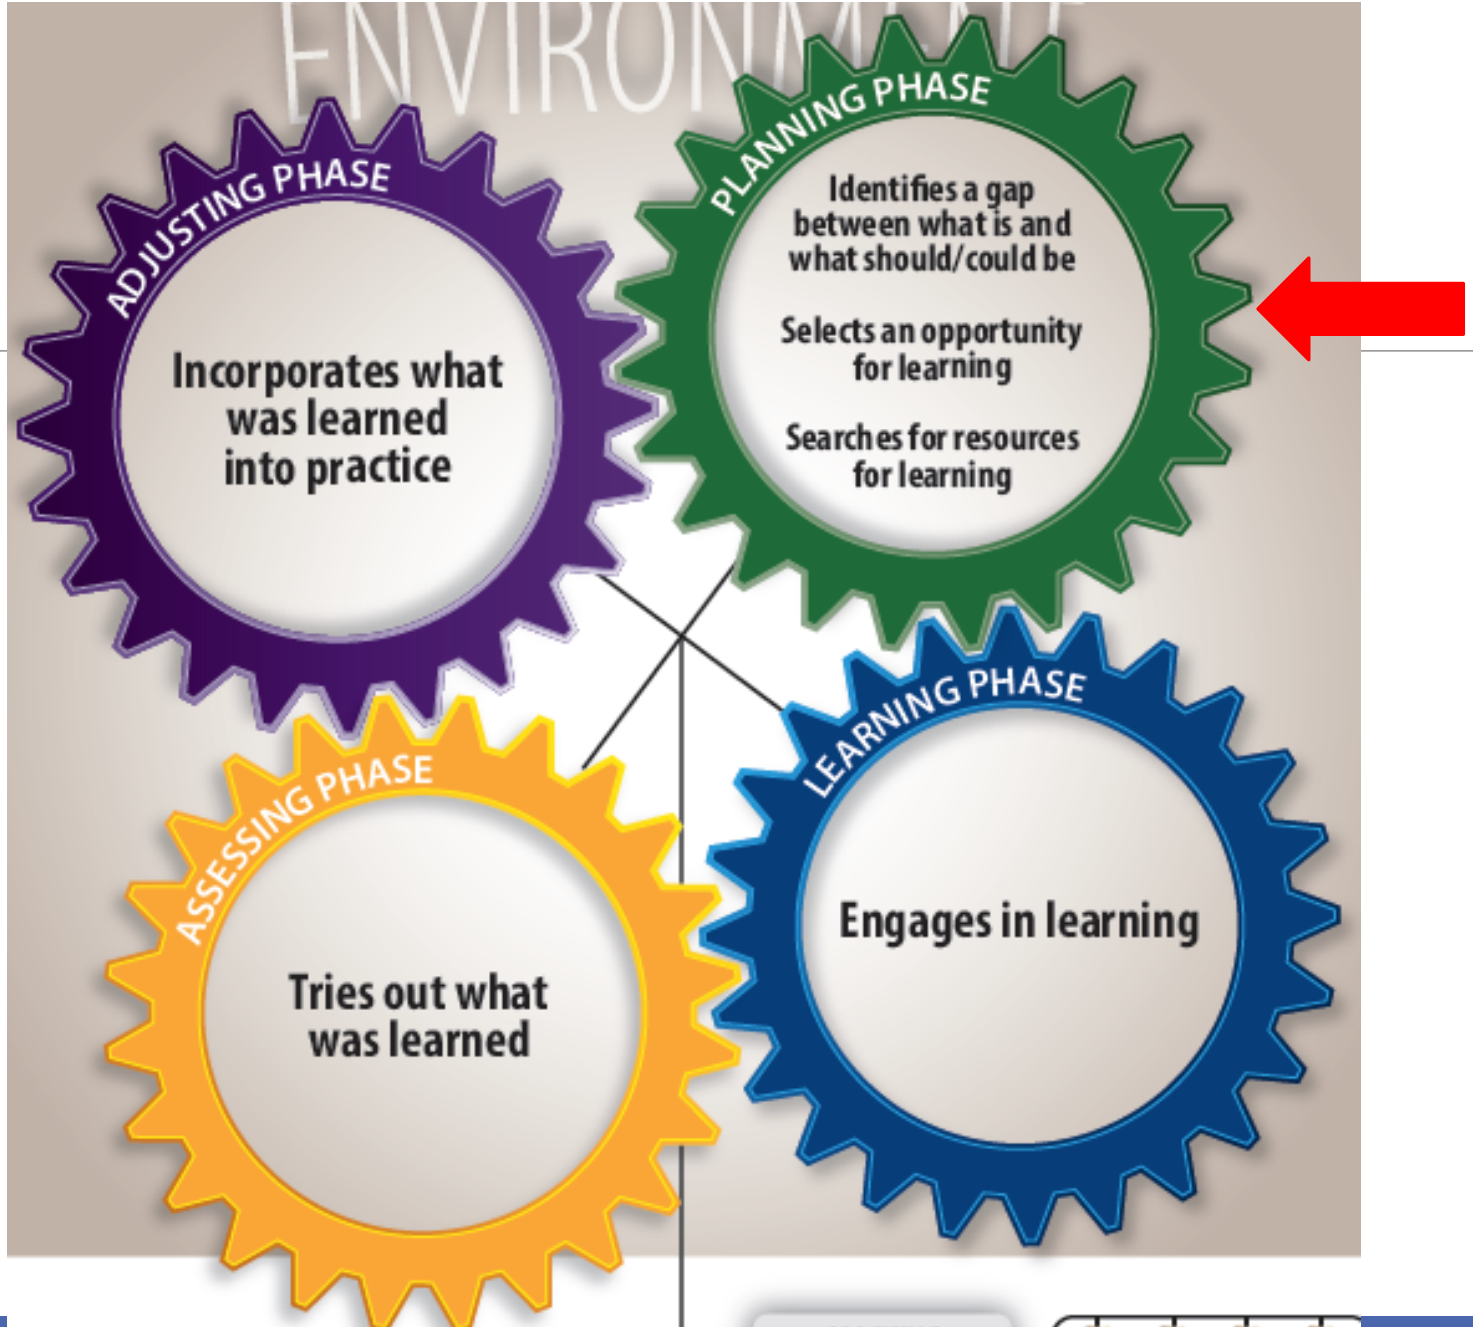 ENVIRONMENT
ADJUSTING PHASE
Incorporates what
was learned
into practice
PLANNING PHASE
Identifies a gap
between what is and
what should/could be
Selects an opportunity
for learning
Searches for resources
for learning
ASSESSING PHASE
Tries out what
was learned
LEARNING PHASE
Engages in learning